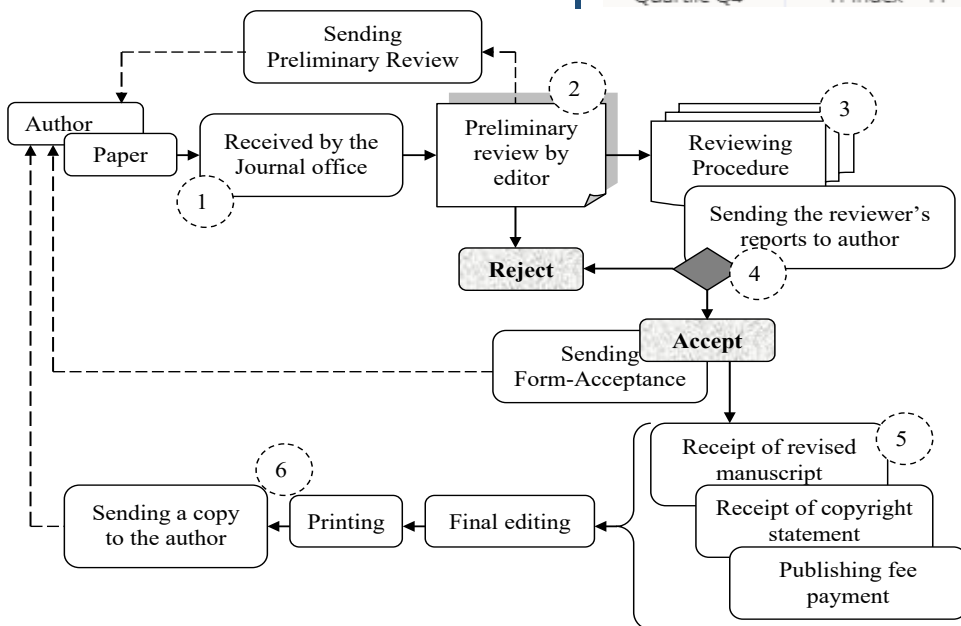 Sending
Preliminary Review
2
3
Author
Paper
Received by the
Journal office
1
Preliminary
review by
editor
Reviewing
Procedure
Sending the reviewer's
reports to author
4
Reject
Accept
Sending
Form-Acceptance
5
Receipt of revised
manuscript
Receipt of copyright
statement
Publishing fee
payment
6
Sending a copy
to the author
Printing
Final editing